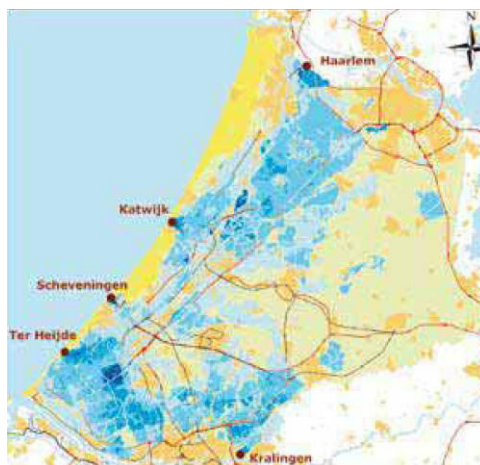 N
Haarlem
Katwijk
Scheveningen
Ter Heijde
Kralingen